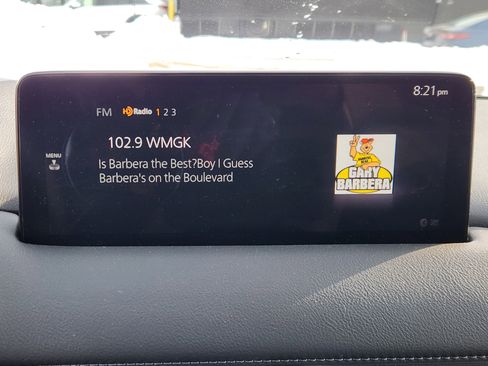 8:21 pm
FM HD Radio 1 2 3
102.9 WMGK
MENU
Is Barbera the Best?Boy I Guess
Barbera's on the Boulevard
GARY
BARBERA